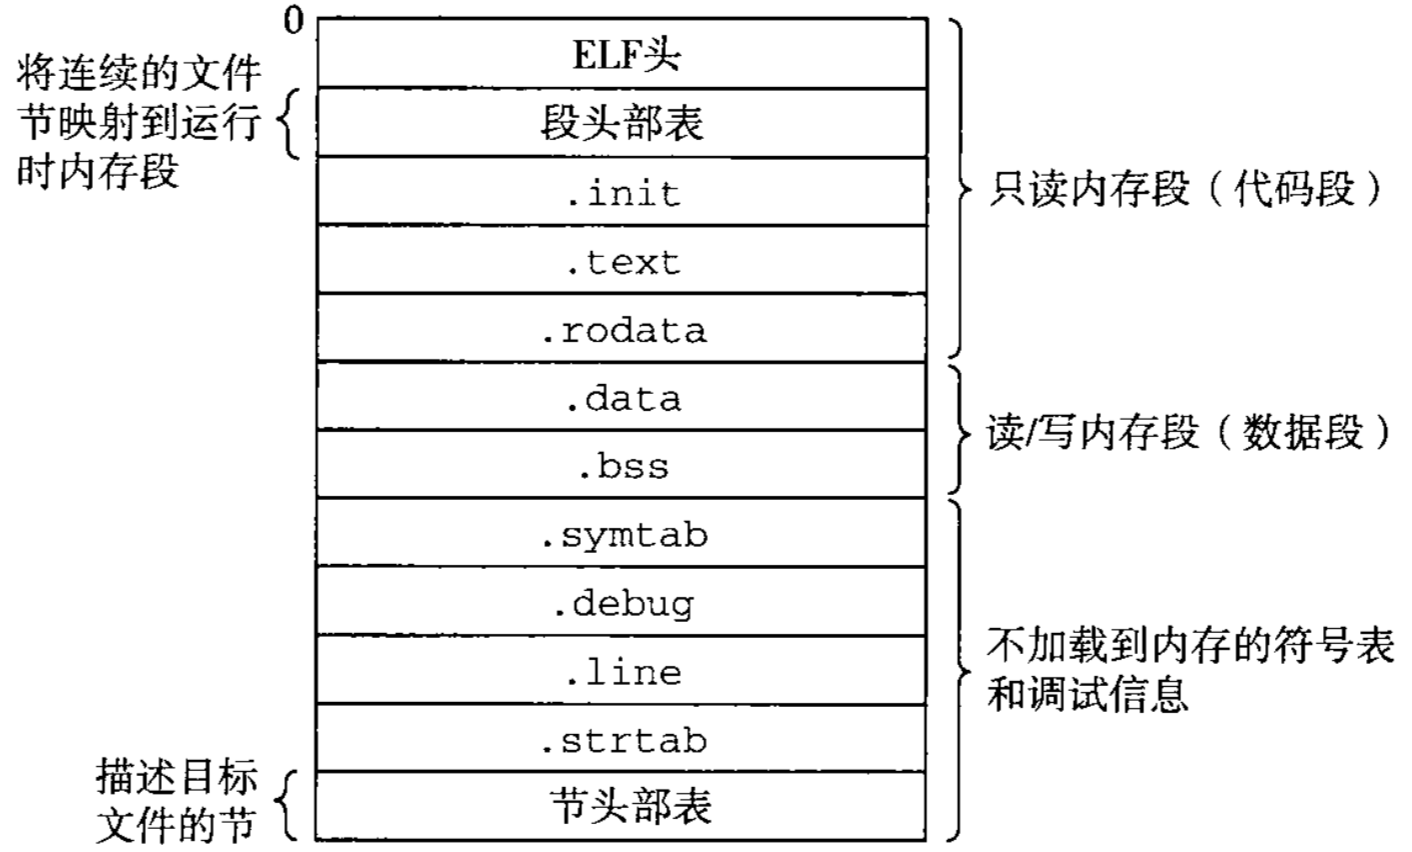 0
ELF头
将连续的文件
节映射到运行
时内存段
段头部表
.init
.text
.rodata
只读内存段（代码段）
.data
.bss
读/写内存段（数据段）
.symtab
.debug
.line
.strtab
不加载到内存的符号表
和调试信息
描述目标
文件的节
节头部表